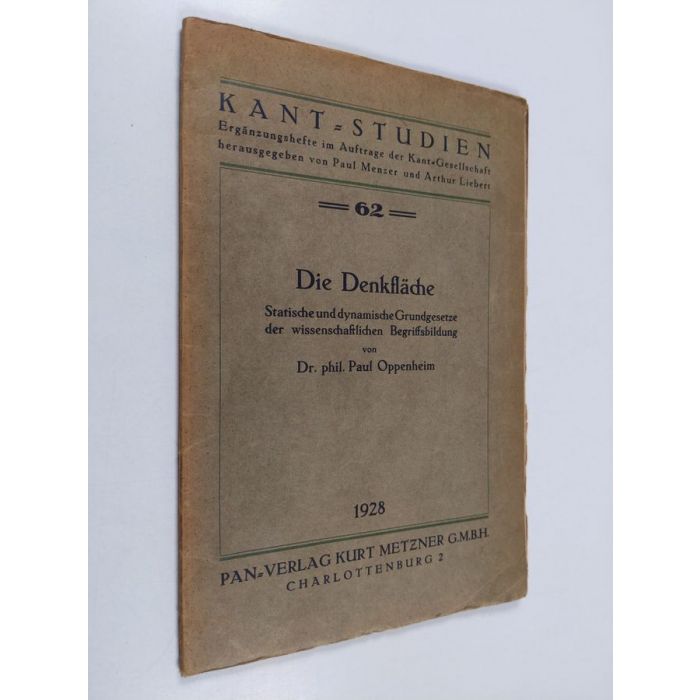 KANT=STUDIEN
Ergänzungshefte im Auftrage der Kant=Gesellschaft
herausgegeben von Paul Menzer und Arthur Liebert
62
Die Denkfläche
Statische und dynamische Grundgesetze
der wissenschaftlichen Begriffsbildung
von
Dr. phil. Paul Oppenheim
1928
PAN=VERLAG KURT METZNER G.M.B.H.
CHARLOTTENBURG 2